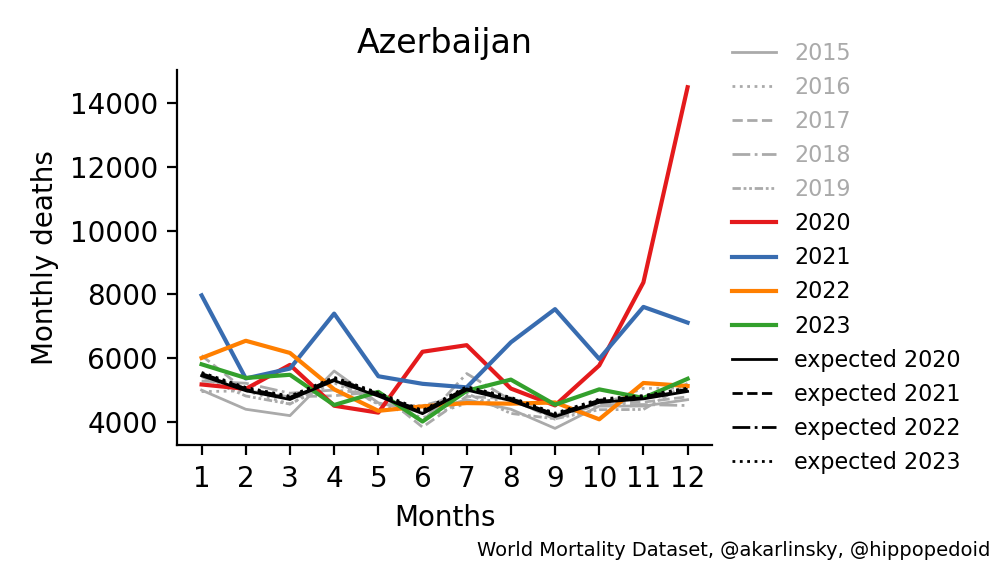 Azerbaijan
Monthly deaths
14000
12000
10000
8000
6000
4000
1 2 3 4 5 6 7 8 9 10 11 12
Months
2015
2016
2017
2018
2019
2020
2021
2022
2023
expected 2020
expected 2021
expected 2022
expected 2023
World Mortality Dataset, @akarlinsky, @hippopedoid